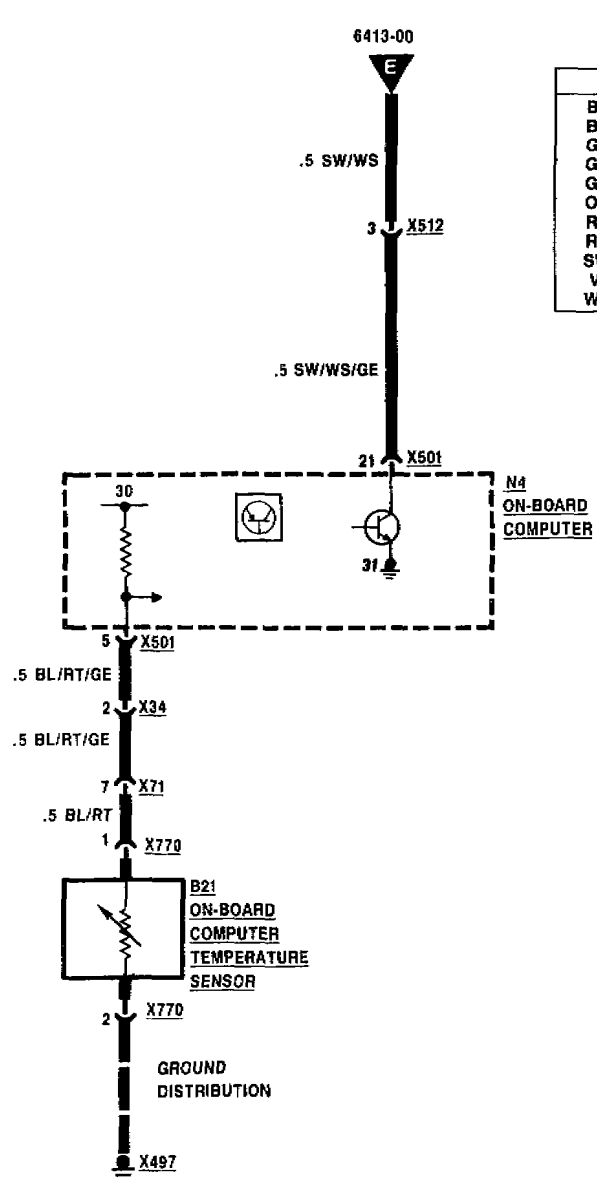 6413-00
E
.5 SW/WS
3 X512
.5 SW/WS/GE
21 X501
N4
ON-BOARD
COMPUTER
30
31
5 X501
.5 BL/RT/GE
2 X34
.5 BL/RT/GE
7 X71
.5 BL/RT
1 X770
B21
ON-BOARD
COMPUTER
TEMPERATURE
SENSOR
2 X770
GROUND
DISTRIBUTION
X497
B
B
G
G
G
O
R
R